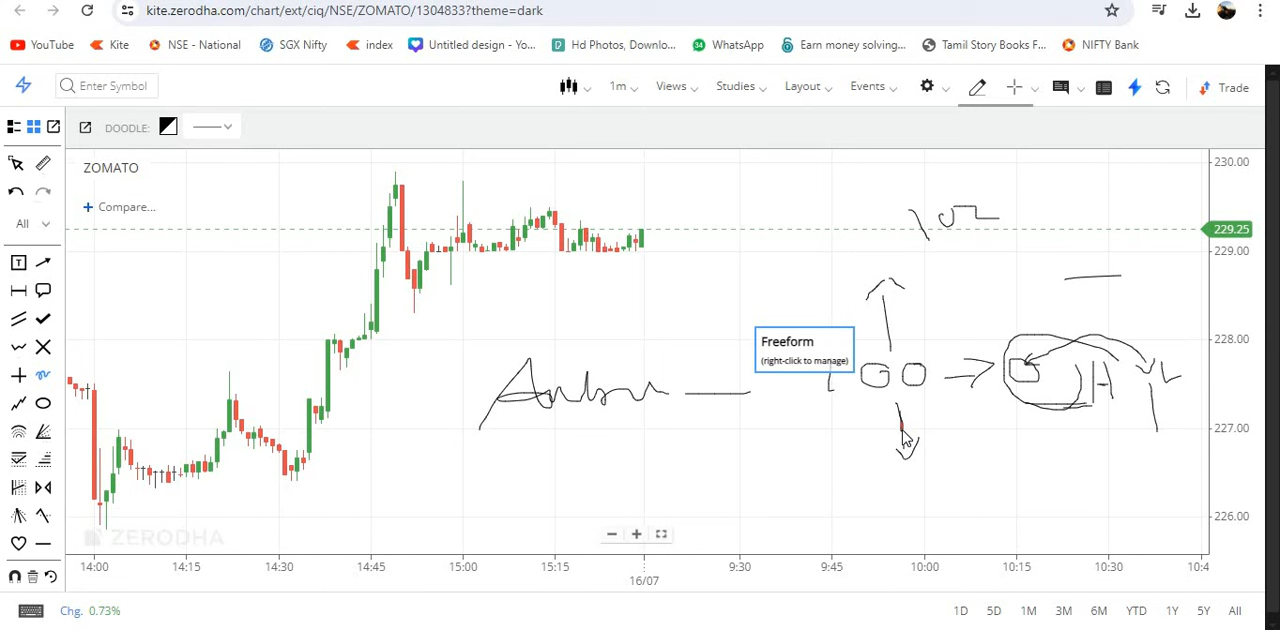 kite.zerodha.com/chart/ext/ciq/NSE/ZOMATO/1304833?theme=dark
YouTube Kite NSE - National SGX Nifty index Untitled design - Yo... Hd Photos, Downlo... 34 WhatsApp Earn money solving... Tamil Story Books F... NIFTY Bank
Enter Symbol 1m Views Studies Layout Events Trade
DOODLE:
ZOMATO
Compare...
All
T
230.00
229.25
229.00
228.00
227.00
226.00
Freeform
(right-click to manage)
100
ZERODHA
14:00 14:15 14:30 14:45 15:00 15:15 9:30 9:45 10:00 10:15 10:30 10:4
16/07
Chg. 0.73% 1D 5D 1M 3M 6M YTD 1Y 5Y All